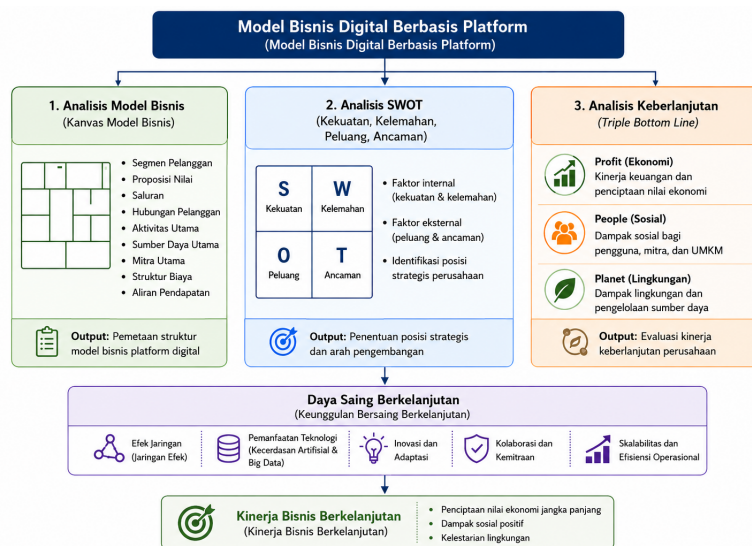 Model Bisnis Digital Berbasis Platform
(Model Bisnis Digital Berbasis Platform)
1. Analisis Model Bisnis
(Kanvas Model Bisnis)
• Segmen Pelanggan
• Proposisi Nilai
• Saluran
• Hubungan Pelanggan
• Aktivitas Utama
• Sumber Daya Utama
• Mitra Utama
• Struktur Biaya
• Aliran Pendapatan
Output: Pemetaan struktur
model bisnis platform digital
2. Analisis SWOT
(Kekuatan, Kelemahan,
Peluang, Ancaman)
S
Kekuatan
W
Kelemahan
O
Peluang
T
Ancaman
• Faktor internal
(kekuatan & kelemahan)
• Faktor eksternal
(peluang & ancaman)
• Identifikasi posisi
strategis perusahaan
Output: Penentuan posisi strategis
dan arah pengembangan
3. Analisis Keberlanjutan
(Triple Bottom Line)
Profit (Ekonomi)
Kinerja keuangan dan
penciptaan nilai ekonomi
People (Sosial)
Dampak sosial bagi
pengguna, mitra, dan UMKM
Planet (Lingkungan)
Dampak lingkungan dan
pengelolaan sumber daya
Output: Evaluasi kinerja
keberlanjutan perusahaan
Daya Saing Berkelanjutan
(Keunggulan Bersaing Berkelanjutan)
Efek Jaringan
(Jaringan Efek)
Pemanfaatan Teknologi
(Kecerdasan Artifisial &
Big Data)
Inovasi dan
Adaptasi
Kolaborasi dan
Kemitraan
Skalabilitas dan
Efisiensi Operasional
Kinerja Bisnis Berkelanjutan
(Kinerja Bisnis Berkelanjutan)
• Penciptaan nilai ekonomi jangka panjang
• Dampak sosial positif
• Kelestarian lingkungan